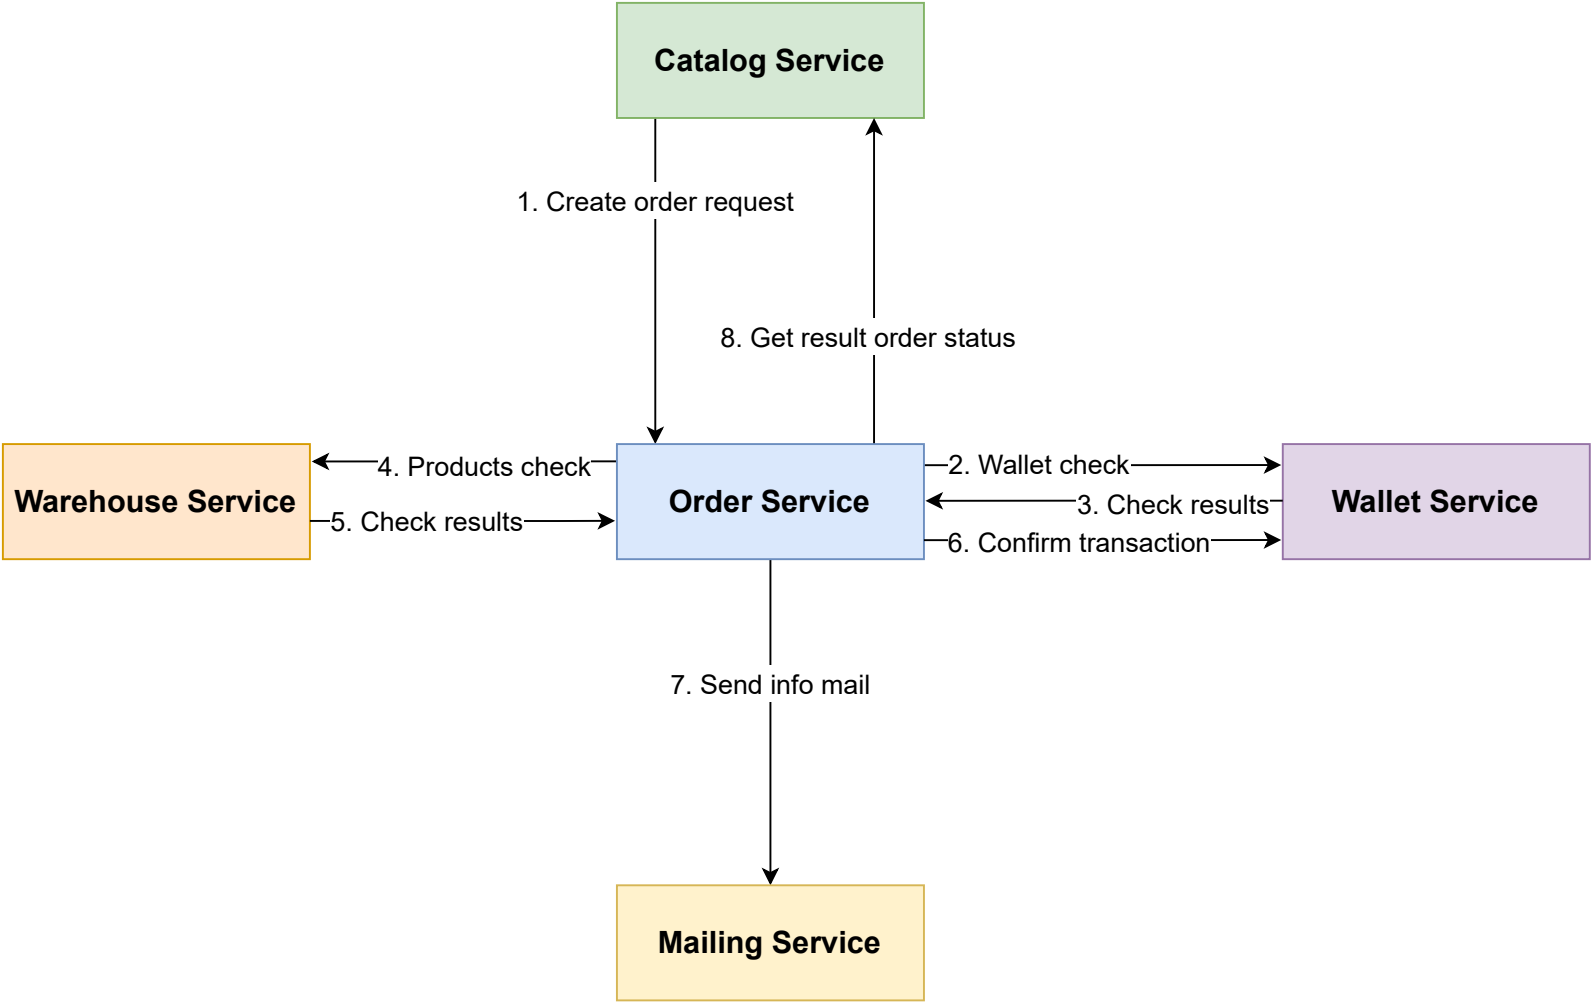 Catalog Service
1. Create order request
8. Get result order status
4. Products check
2. Wallet check
Warehouse Service
Order Service
3. Check results
Wallet Service
5. Check results
6. Confirm transaction
7. Send info mail
Mailing Service